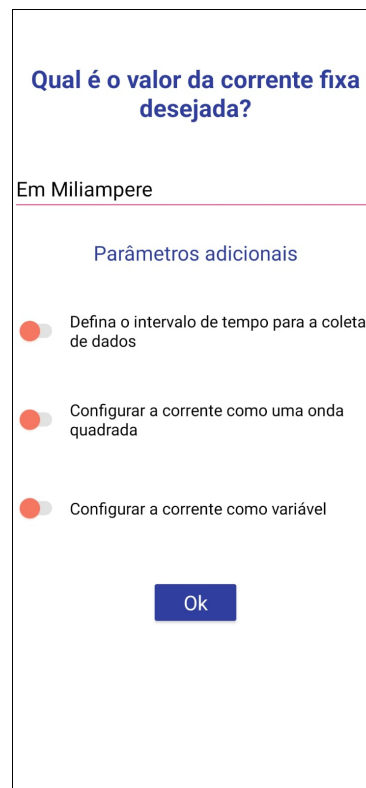 Qual é o valor da corrente fixa
desejada?
Em Miliampere
Parâmetros adicionais
Defina o intervalo de tempo para a coleta
de dados
Configurar a corrente como uma onda
quadrada
Configurar a corrente como variável
Ok